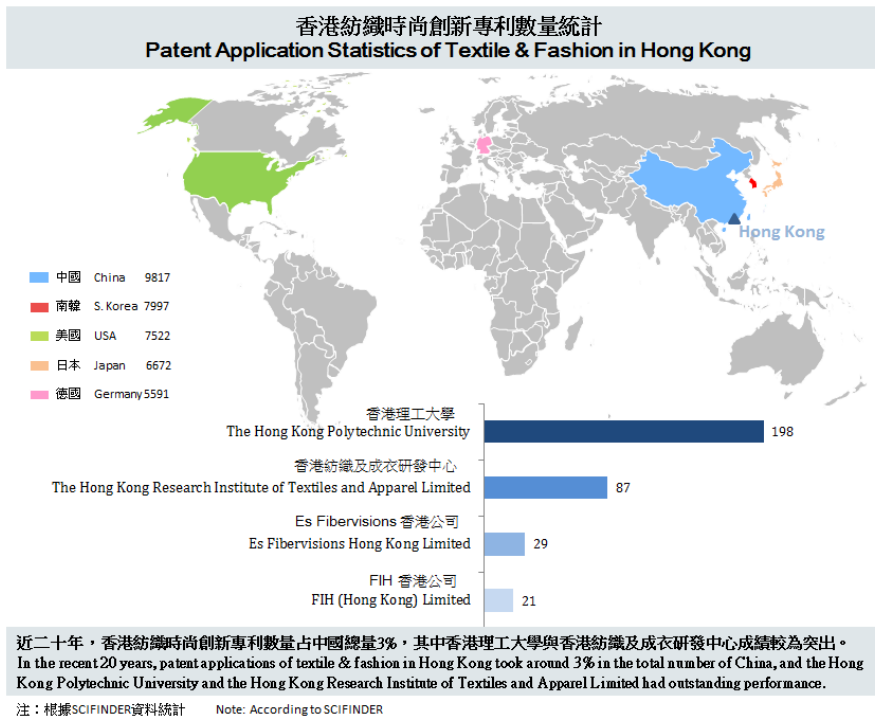 香港紡織時尚創新專利數量統計
Patent Application Statistics of Textile & Fashion in Hong Kong
Hong Kong
中國 China 9817
南韓 S. Korea 7997
美國 USA 7522
日本 Japan 6672
德國 Germany 5591
香港理工大學
The Hong Kong Polytechnic University 198
香港紡織及成衣研發中心
The Hong Kong Research Institute of Textiles and Apparel Limited 87
Es Fibervisions 香港公司
Es Fibervisions Hong Kong Limited 29
FIH 香港公司
FIH (Hong Kong) Limited 21
近二十年，香港紡織時尚創新專利數量占中國總量3%，其中香港理工大學與香港紡織及成衣研發中心成績較為突出。
In the recent 20 years, patent applications of textile & fashion in Hong Kong took around 3% in the total number of China, and the Hong
Kong Polytechnic University and the Hong Kong Research Institute of Textiles and Apparel Limited had outstanding performance.
注：根據SCIFINDER資料統計 Note: According to SCIFINDER